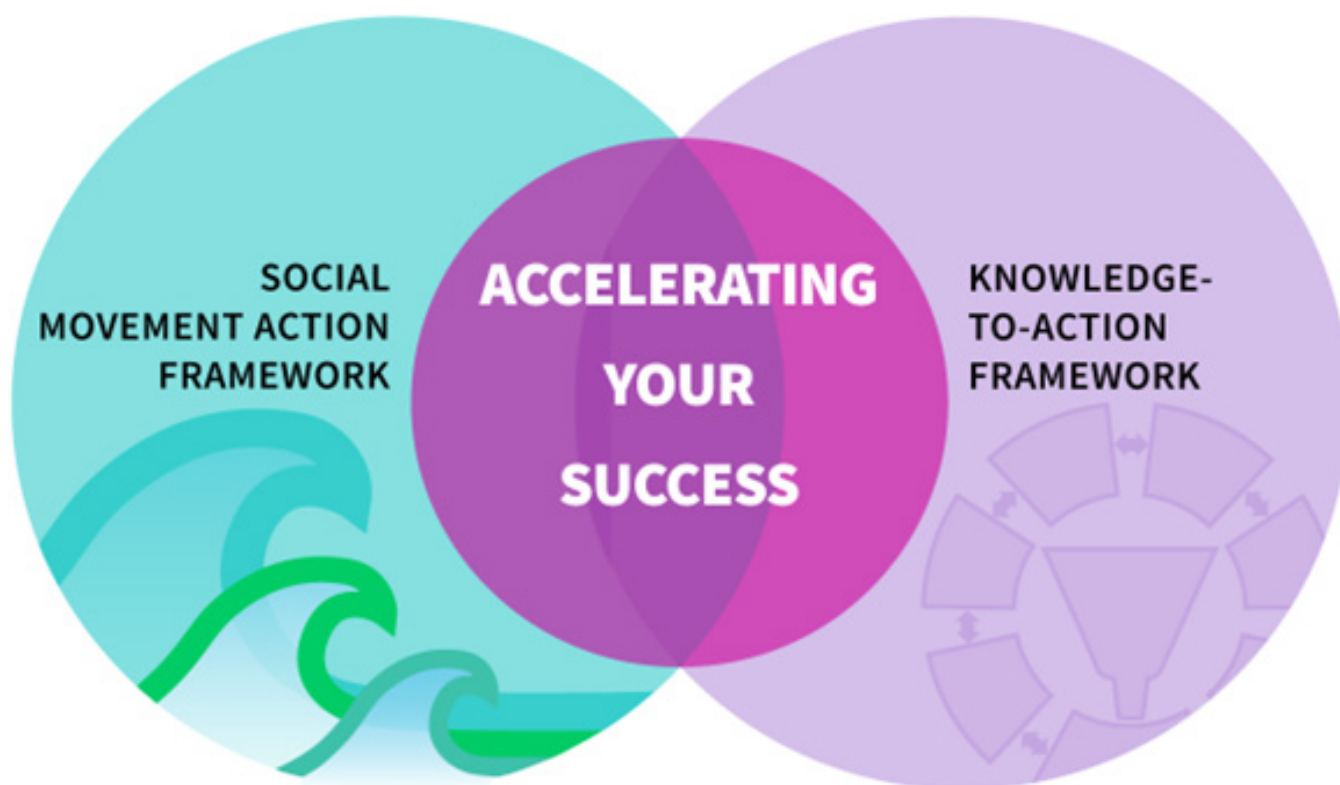 SOCIAL
MOVEMENT ACTION
FRAMEWORK
ACCELERATING
YOUR
SUCCESS
KNOWLEDGE-
TO-ACTION
FRAMEWORK